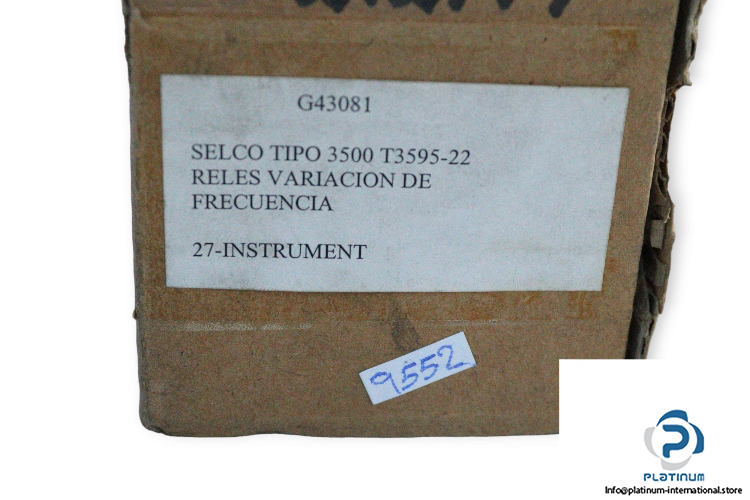 G43081
SELCO TIPO 3500 T3595-22
RELES VARIACION DE
FRECUENCIA
27-INSTRUMENT
9552
PLATINUM
Info@platinum-international.store